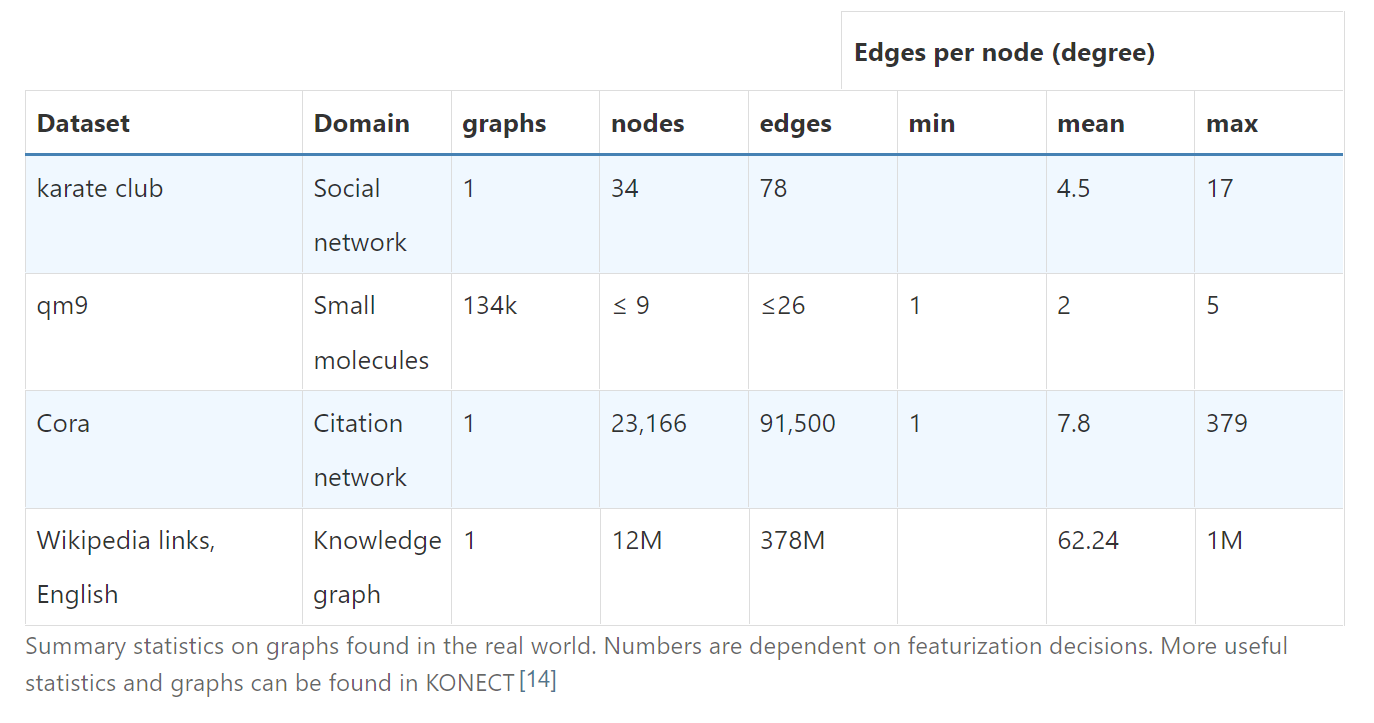 Edges per node (degree)
Dataset Domain graphs nodes edges min mean max
karate club Social 1 34 78 4.5 17
network
qm9 Small 134k ≤ 9 ≤26 1 2 5
molecules
Cora Citation 1 23,166 91,500 1 7.8 379
network
Wikipedia links, Knowledge 1 12M 378M 62.24 1M
English graph
Summary statistics on graphs found in the real world. Numbers are dependent on featurization decisions. More useful
statistics and graphs can be found in KONECT[14]